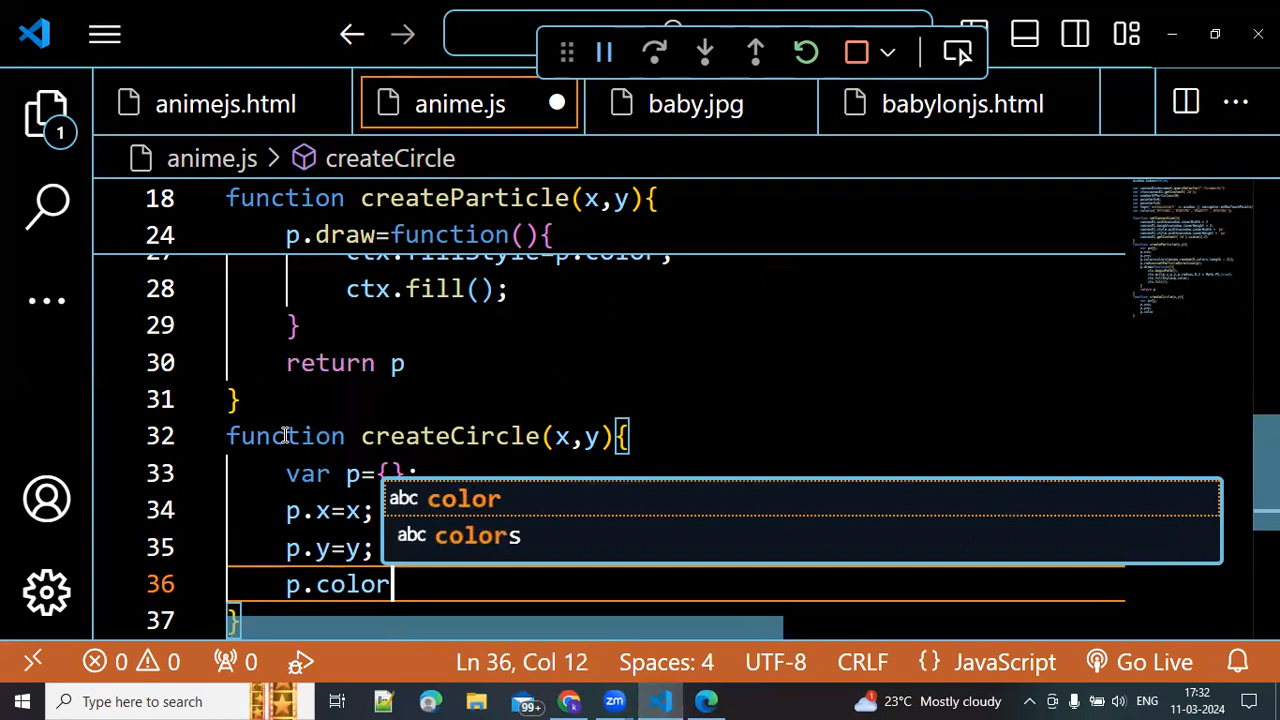 animejs.html
anime.js
baby.jpg
babylonjs.html
1
anime.js > createCircle
18 function createParticle(x,y){
24 p.draw=function(){
28 ctx.fill();
29 }
30 return p
31 }
32 function createCircle(x,y){
33 var p={};
abc color
34 p.x=x;
abc colors
35 p.y=y;
36 p.color
37 }
0 0 0 Ln 36, Col 12 Spaces: 4 UTF-8 CRLF {} JavaScript Go Live
Type here to search
99+
23°C Mostly cloudy
ENG
17:32
11-03-2024